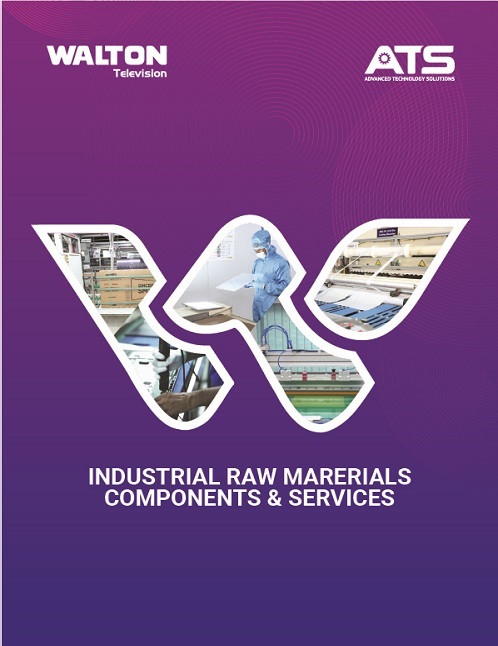 WALTON
Television
ATS
ADVANCED TECHNOLOGY SOLUTIONS
INDUSTRIAL RAW MARERIALS
COMPONENTS & SERVICES